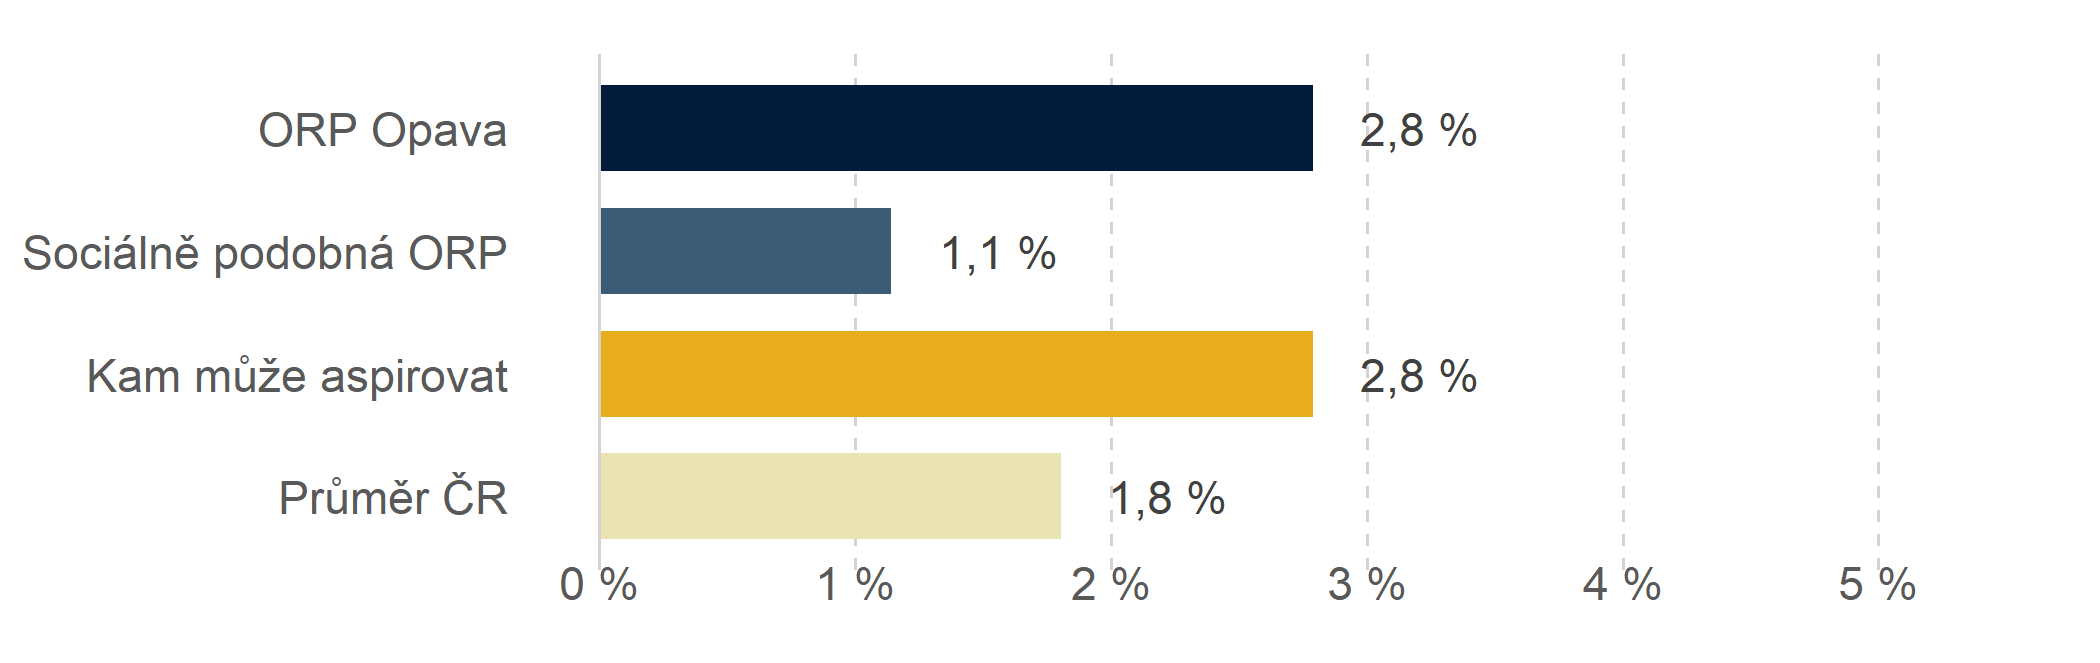 ORP Opava
2,8 %
Sociálně podobná ORP
1,1 %
Kam může aspirovat
2,8 %
Průměr ČR
1,8 %
0 % 1 % 2 % 3 % 4 % 5 %